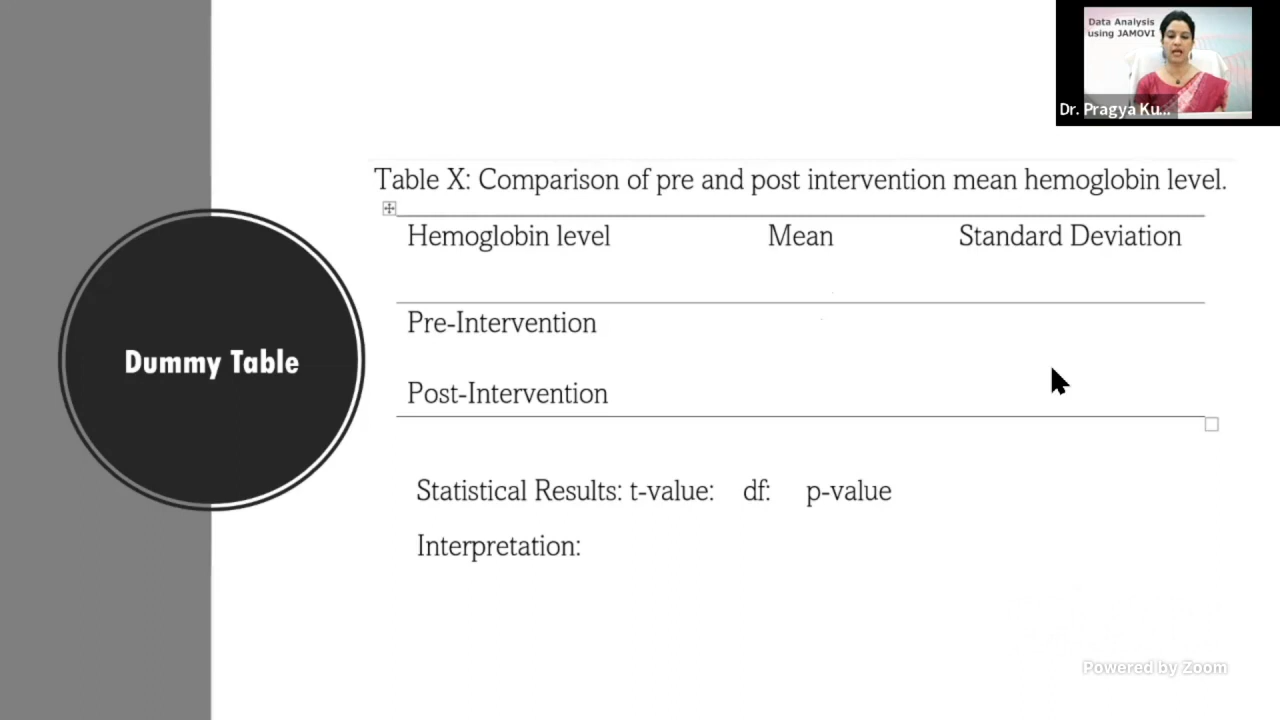 Data Analysis
using JAMOVI
Dr. Pragya Ku...
Table X: Comparison of pre and post intervention mean hemoglobin level.
Hemoglobin level Mean Standard Deviation
Pre-Intervention
Dummy Table
Post-Intervention
Statistical Results: t-value: df: p-value
Interpretation:
Powered by Zoom